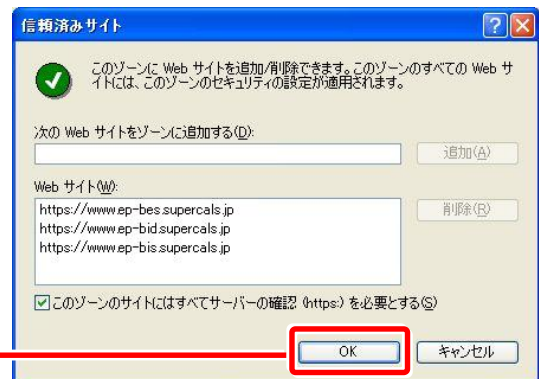 信頼済みサイト
このゾーンに Web サイトを追加/削除できます。このゾーンのすべての Web サ
イトには、このゾーンのセキュリティの設定が適用されます。
次の Web サイトをゾーンに追加する(D):
追加(A)
Web サイト(W):
https://www.ep-bes.supercals.jp
https://www.ep-bid.supercals.jp
https://www.ep-bis.supercals.jp
削除(R)
このゾーンのサイトにはすべてサーバーの確認 (https:) を必要とする(S)
OK
キャンセル